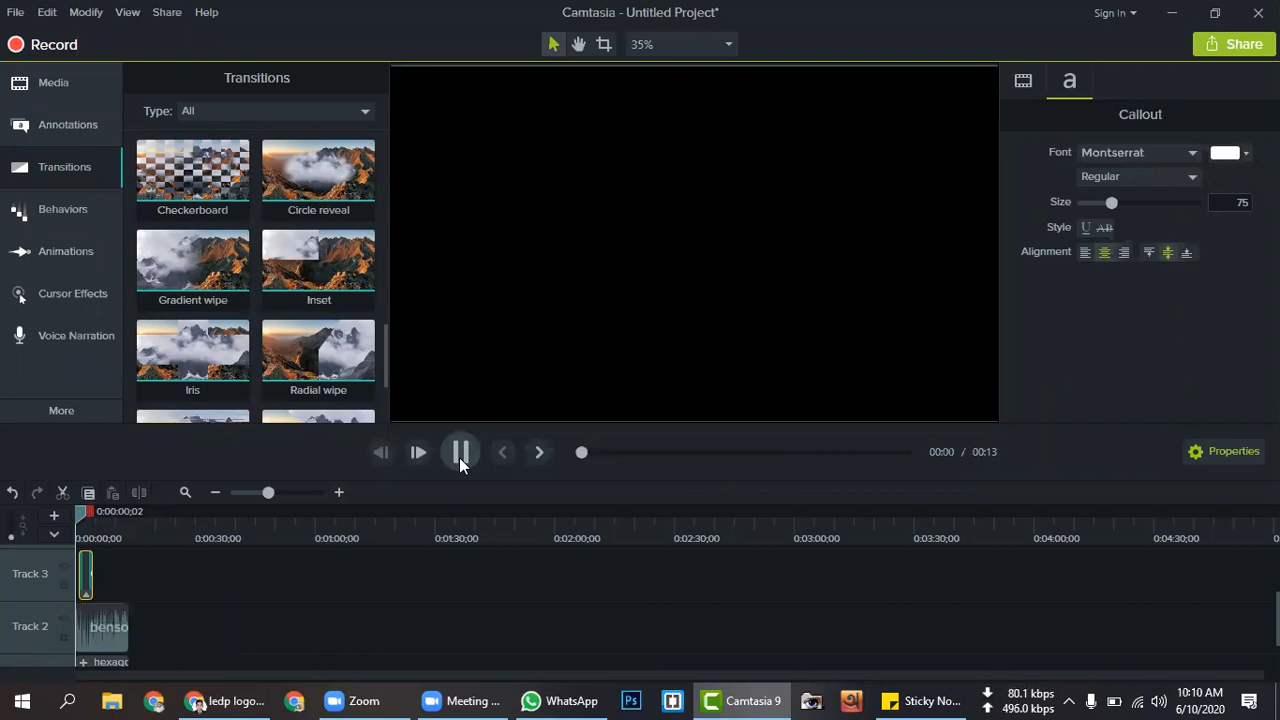 File Edit Modify View Share Help
Camtasia - Untitled Project*
Sign In
Record
35%
Share
Media
Annotations
Transitions
Behaviors
Animations
Cursor Effects
Voice Narration
More
Transitions
Type: All
Checkerboard
Circle reveal
Gradient wipe
Inset
Iris
Radial wipe
a
Callout
Font Montserrat
Regular
Size 75
Style U AB
Alignment
00:00 / 00:13
Properties
0:00:00;02
0:00:00;00 0:00:30;00 0:01:00;00 0:01:30;00 0:02:00;00 0:02:30;00 0:03:00;00 0:03:30;00 0:04:00;00 0:04:30;00
Track 3
Track 2
benso
+ hexagc
ledp logo...
Zoom
Meeting ...
WhatsApp
Ps
Camtasia 9
Sticky No...
80.1 kbps
496.0 kbps
10:10 AM
6/10/2020